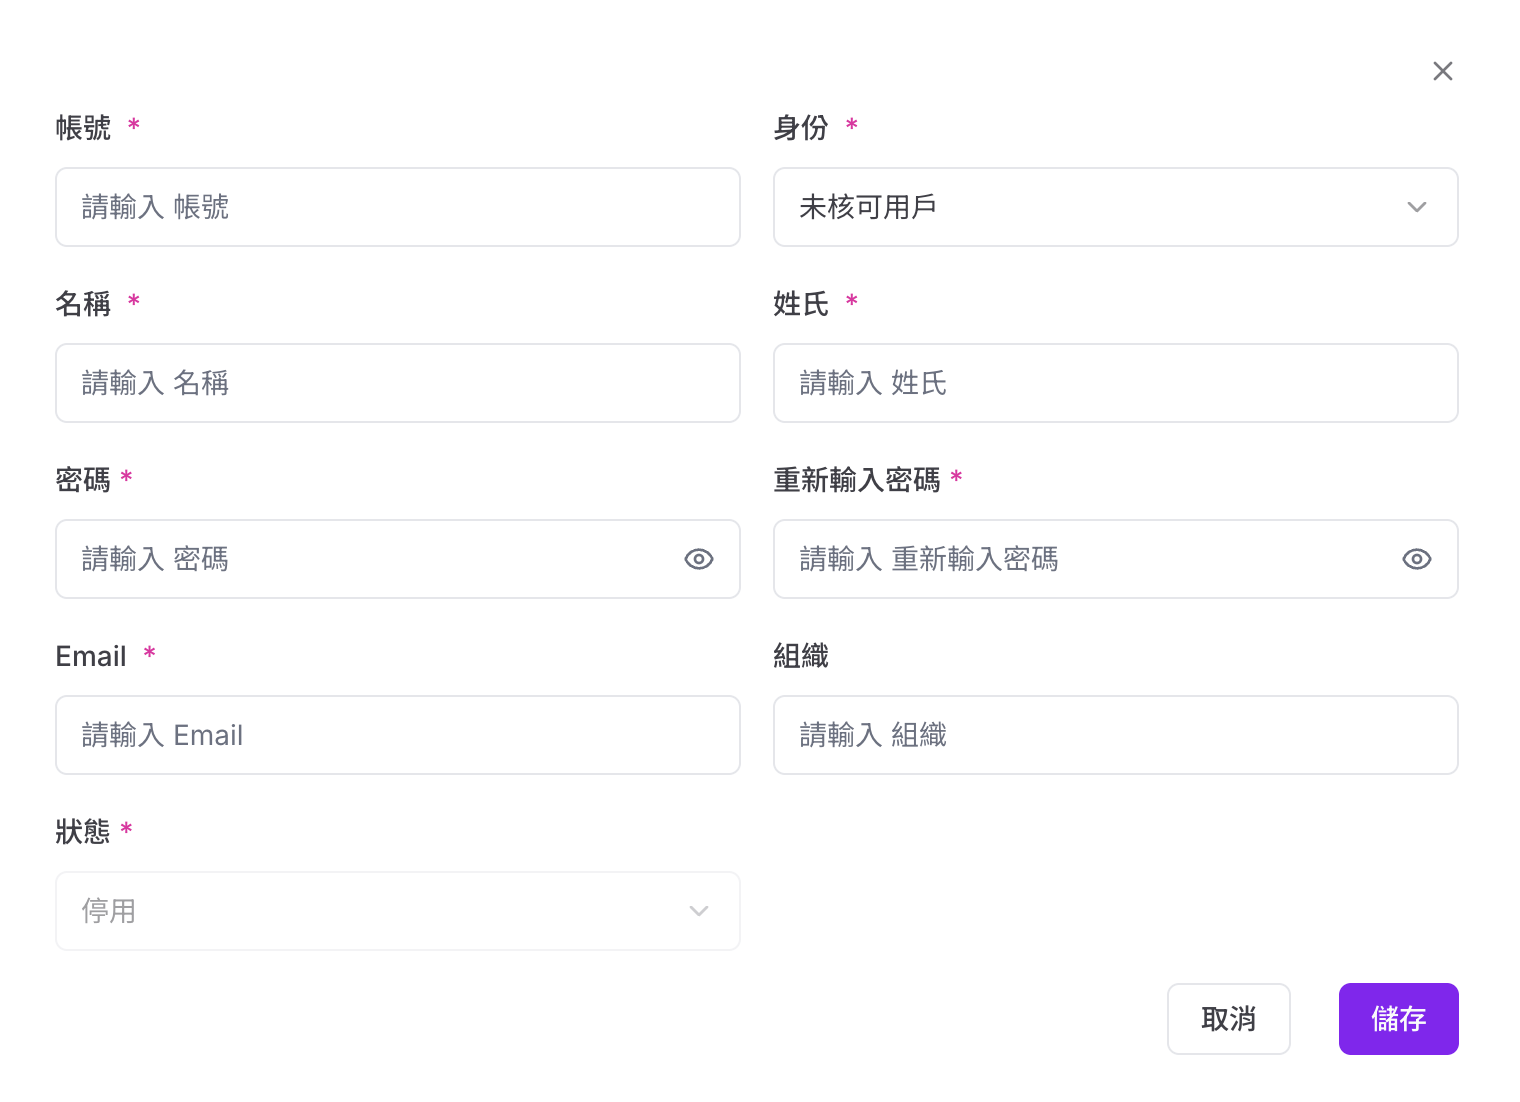 帳號 *
身份 *
請輸入 帳號
未核可用戶
名稱 *
姓氏 *
請輸入 名稱
請輸入 姓氏
密碼 *
重新輸入密碼 *
請輸入 密碼
請輸入 重新輸入密碼
Email *
組織
請輸入 Email
請輸入 組織
狀態 *
停用
取消
儲存